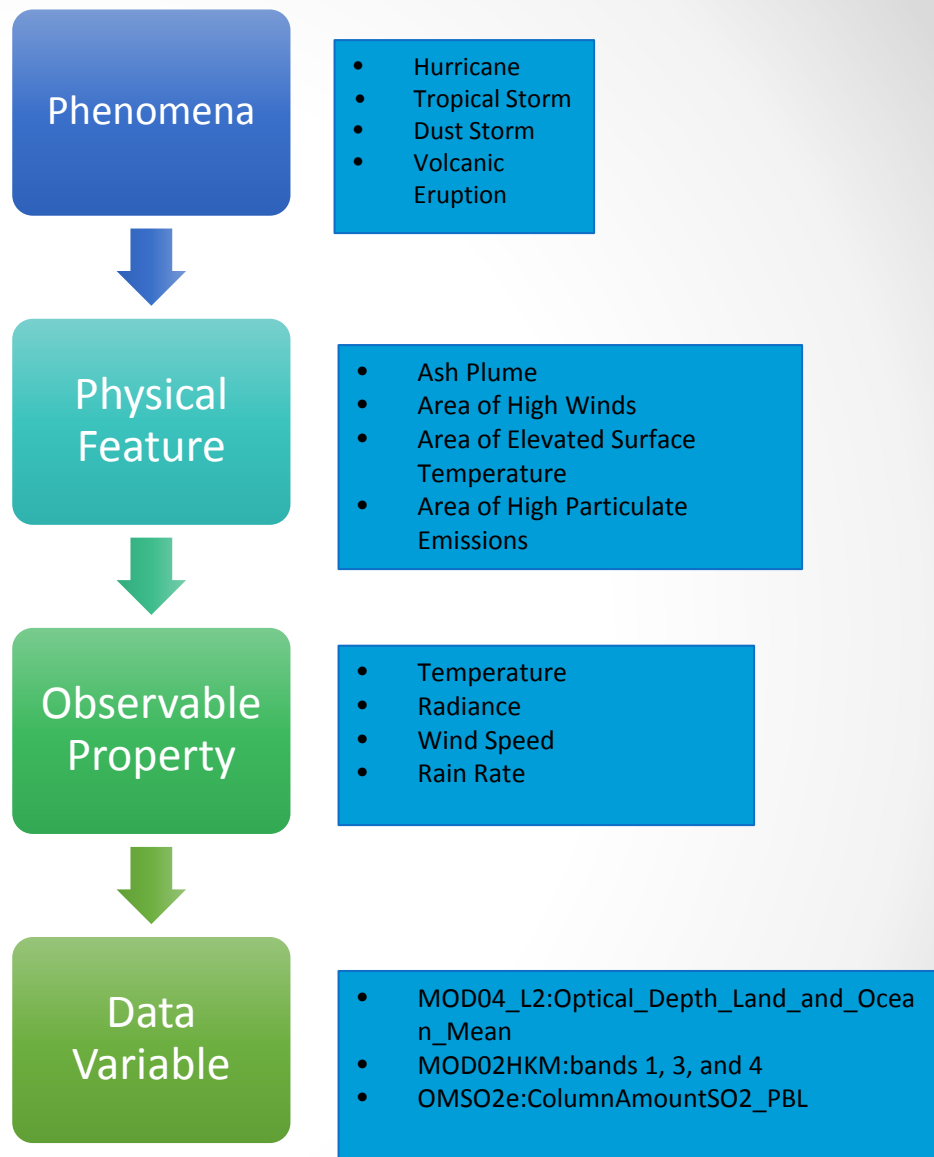 Phenomena
• Hurricane
• Tropical Storm
• Dust Storm
• Volcanic
Eruption
Physical
Feature
• Ash Plume
• Area of High Winds
• Area of Elevated Surface
Temperature
• Area of High Particulate
Emissions
Observable
Property
• Temperature
• Radiance
• Wind Speed
• Rain Rate
Data
Variable
• MOD04_L2:Optical_Depth_Land_and_Ocea
n_Mean
• MOD02HKM:bands 1, 3, and 4
• OMSO2e:ColumnAmountSO2_PBL